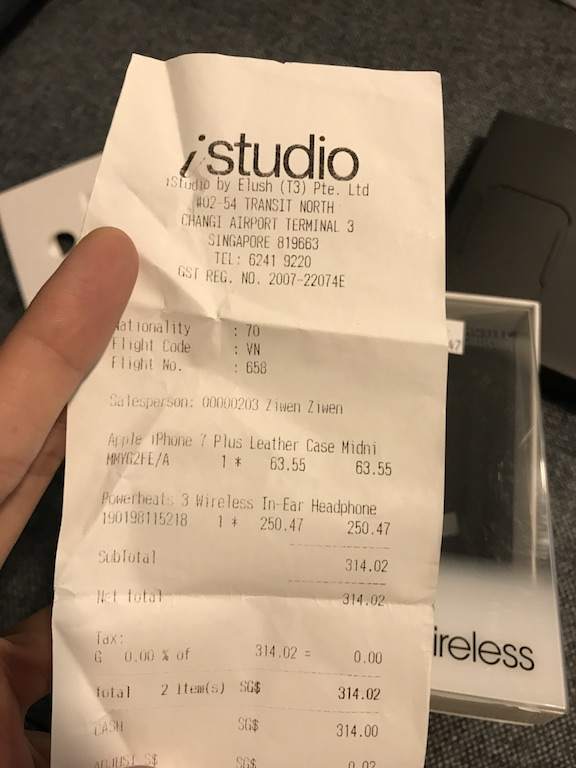 istudio
iStudio by Elush (T3) Pte. Ltd
#02-54 TRANSIT NORTH
CHANGI AIRPORT TERMINAL 3
SINGAPORE 819663
TEL: 6241 9220
GST REG. NO. 2007-22074E
Nationality : 70
Flight Code : VN
Flight No. : 658
Salesperson: 00000203 Ziwen Ziwen
Apple iPhone 7 Plus Leather Case Midni
MMYG2FE/A 1 * 63.55 63.55
Powerbeats 3 Wireless In-Ear Headphone
190198115218 1 * 250.47 250.47
Subtotal 314.02
Net total 314.02
Tax:
G 0.00 % of 314.02 = 0.00
Total 2 Item(s) SG$ 314.02
CASH SG$ 314.00
ADJUST S$ SG$ 0.02
47
ireless